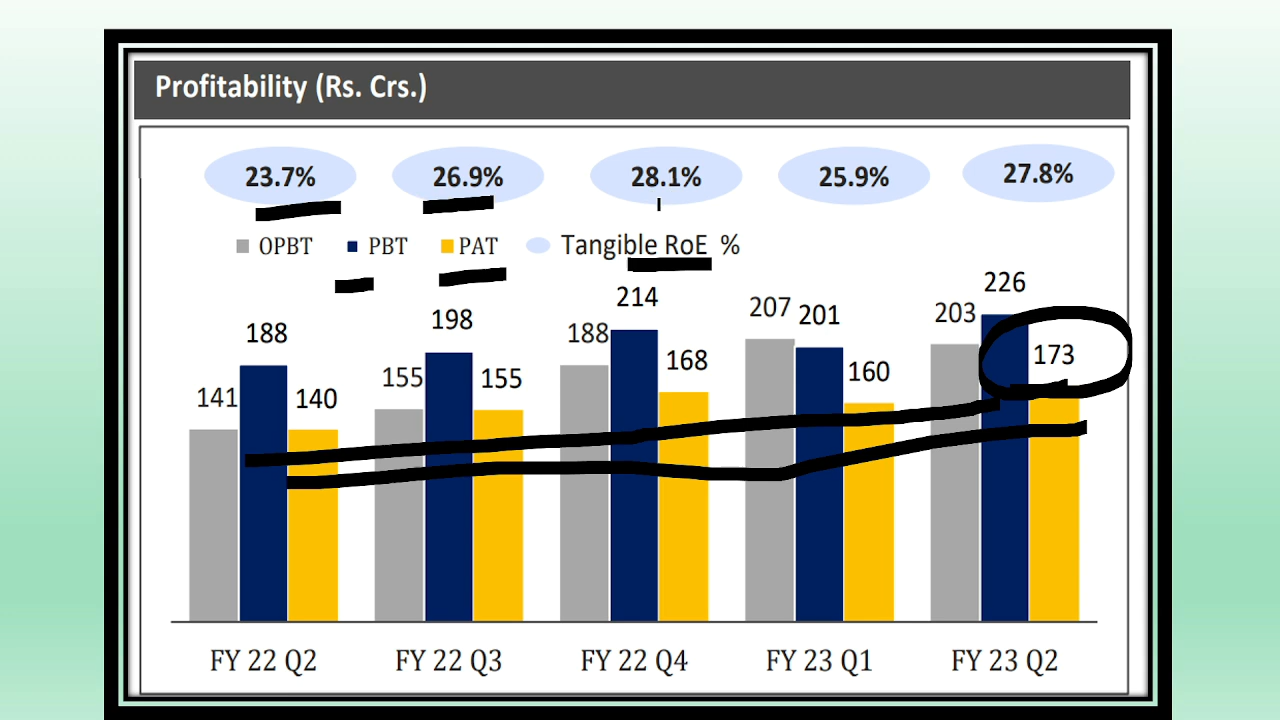 Profitability (Rs. Crs.)
23.7% 26.9% 28.1% 25.9% 27.8%
OPBT PBT PAT Tangible RoE %
141 188 140 155 198 155 188 214 168 207 201 160 203 226 173
FY 22 Q2 FY 22 Q3 FY 22 Q4 FY 23 Q1 FY 23 Q2